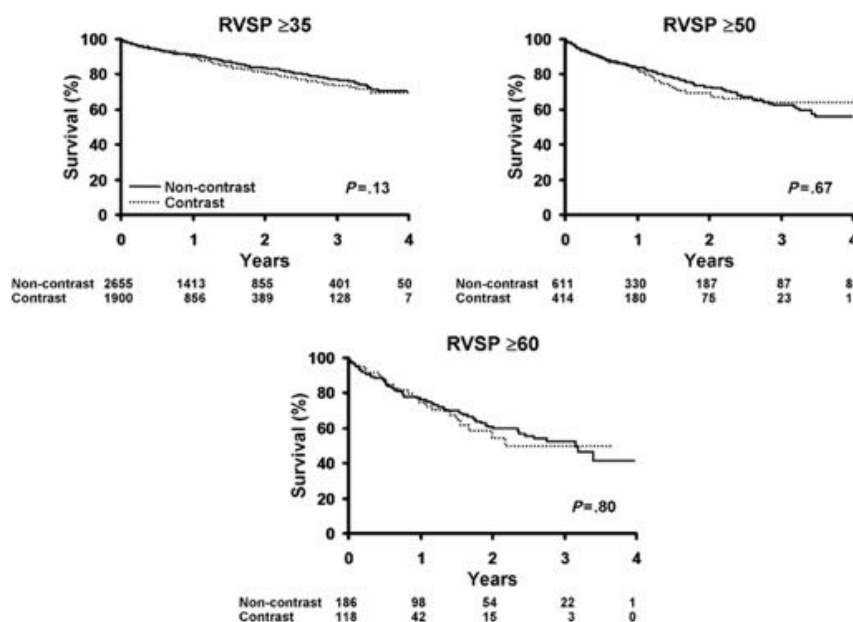 RVSP ≥35
100
80
60
40
20
0
Survival (%)
Non-contrast
Contrast
P=.13
0 1 2 3 4
Years
Non-contrast 2655 1413 855 401 50
Contrast 1900 856 389 128 7
RVSP ≥50
100
80
60
40
20
0
Survival (%)
P=.67
0 1 2 3 4
Years
Non-contrast 611 330 187 87 8
Contrast 414 180 75 23 1
RVSP ≥60
100
80
60
40
20
0
Survival (%)
P=.80
0 1 2 3 4
Years
Non-contrast 186 98 54 22 1
Contrast 118 42 15 3 0